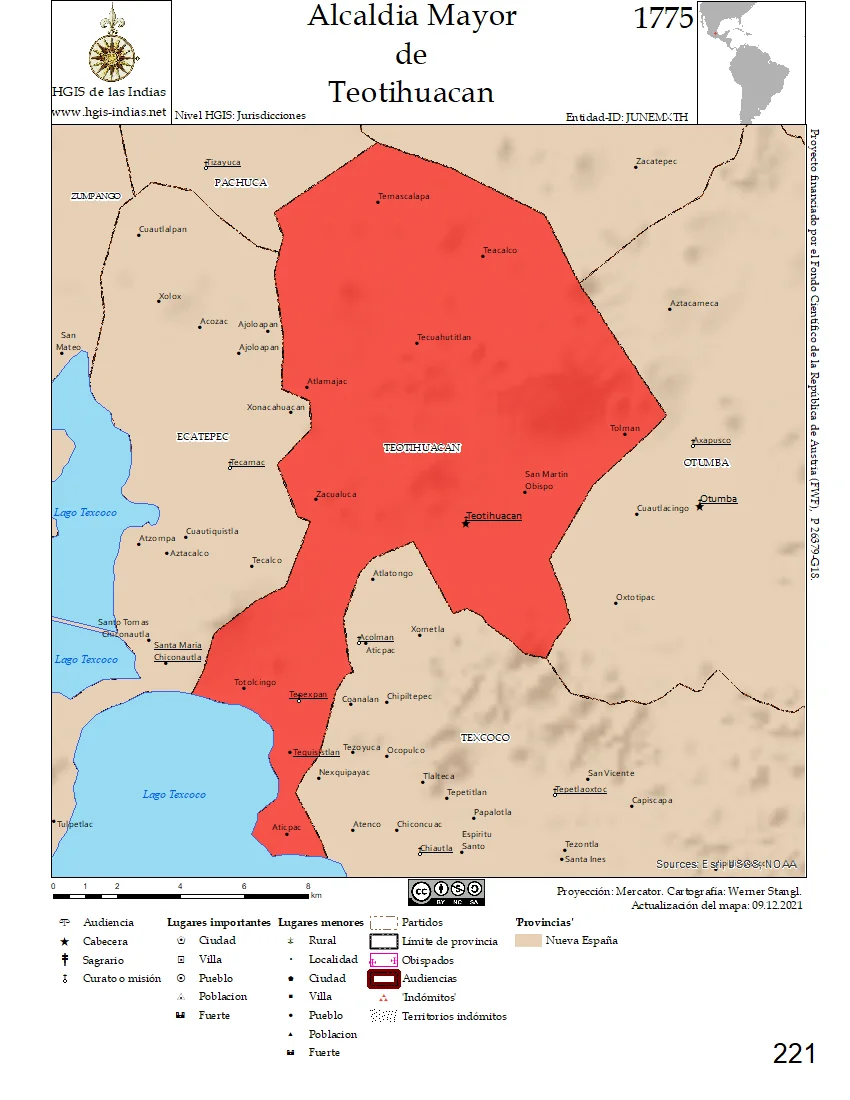 Alcaldia Mayor
de
Teotihuacan
1775
HGIS de las Indias
www.hgis-indias.net
Nivel HGIS: Jurisdicciones
Entidad-ID: JUNEMXTH
Proyecto financiado por el Fondo Científico de la República de Austria (FWF), P 26379-G18.
Tizayuca
Zacatepec
PACHUCA
ZUMPANGO
Temascalapa
Cuautlalpan
Teacalco
Xolox
Aztacameca
Acozac
Ajoloapan
San
Mateo
Ajoloapan
Tecuahutitlan
Atlamajac
Xonacahuacan
Tolman
ECATEPEC
TEOTIHUACAN
Axapusco
OTUMBA
Tecamac
San Martin
Obispo
Zacualuca
Otumba
Lago Texcoco
Teotihuacan
Cuautlacingo
Cuautiquistla
Atzompa
Aztacalco
Tecalco
Atlatongo
Oxtotipac
Santo Tomas
Chiconautla
Xometla
Acolman
Santa Maria
Aticpac
Chiconautla
Lago Texcoco
Totolcingo
Tepexpan
Coanalan
Chipiltepec
TEXCOCO
Tequisistlan
Tezoyuca
Ocopulco
Nexquipayac
Tlalteca
San Vicente
Tepetitlan
Tepetlaoxtoc
Lago Texcoco
Capiscapa
Papalotla
Tulpetlac
Aticpac
Atenco
Chiconcuac
Espiritu
Santo
Chiautla
Tezontla
Santa Ines
Sources: Esri, USGS, NOAA
0 1 2 4 6 8
km
cc BY NC SA
Proyección: Mercator. Cartografía: Werner Stangl.
Actualización del mapa: 09.12.2021
Audiencia
Cabecera
Sagrario
Curato o misión
Lugares importantes
Ciudad
Villa
Pueblo
Poblacion
Fuerte
Lugares menores
Rural
Localidad
Ciudad
Villa
Pueblo
Poblacion
Fuerte
Partidos
Límite de provincia
Obispados
Audiencias
'Indómitos'
Territorios indómitos
'Provincias'
Nueva España
221